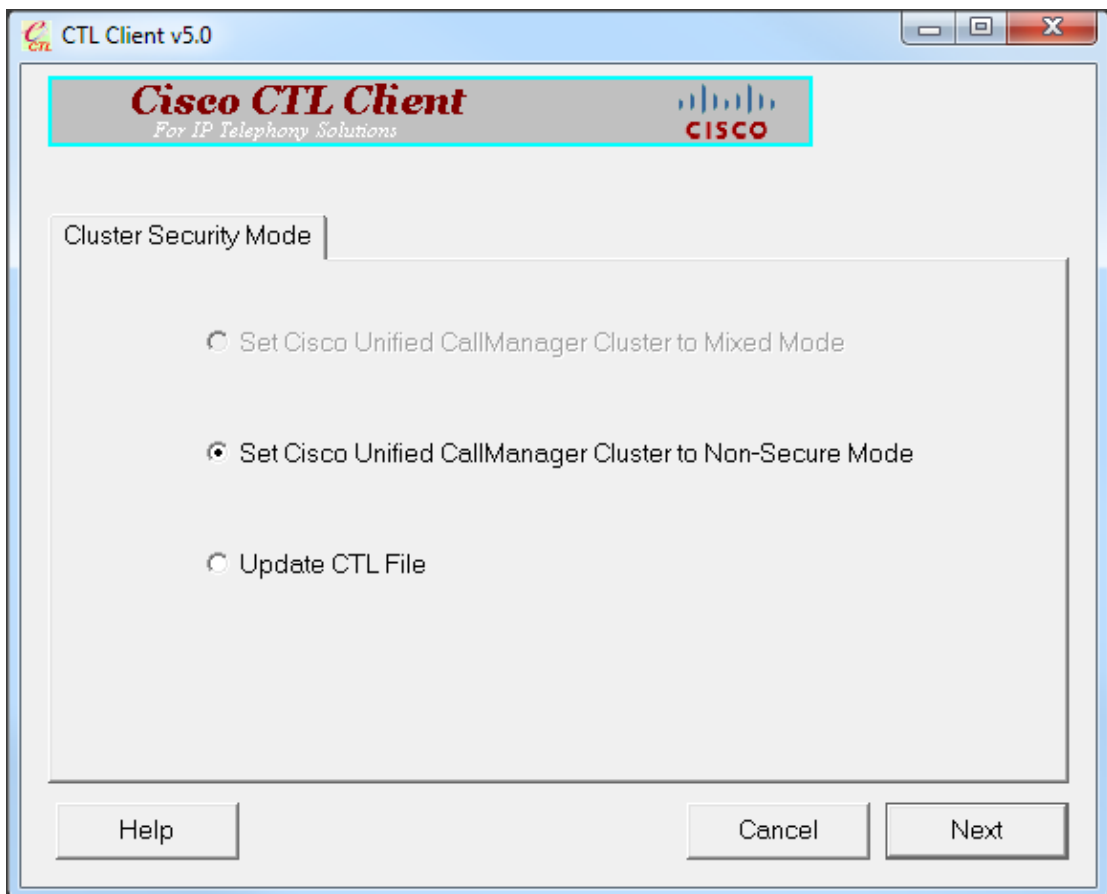 CTL Client v5.0
Cisco CTL Client
For IP Telephony Solutions
CISCO
Cluster Security Mode
Set Cisco Unified CallManager Cluster to Mixed Mode
Set Cisco Unified CallManager Cluster to Non-Secure Mode
Update CTL File
Help
Cancel
Next